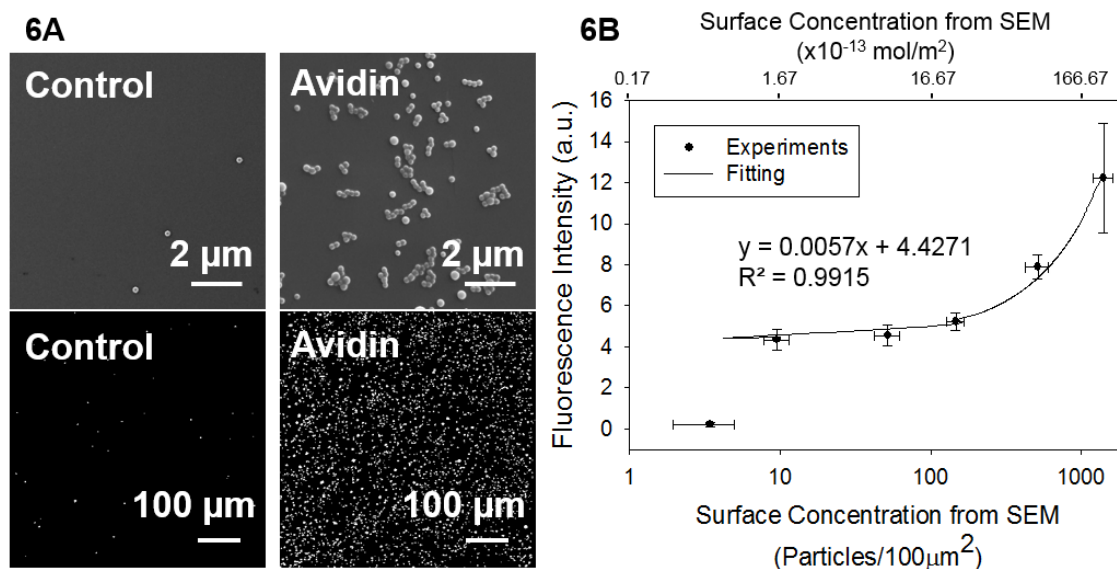 6A
Control
2 µm
Avidin
2 µm
Control
100 µm
Avidin
100 µm
6B
Surface Concentration from SEM
(x10⁻¹³ mol/m²)
0.17 1.67 16.67 166.67
Fluorescence Intensity (a.u.)
16
14
12
10
8
6
4
2
0
Experiments
Fitting
y = 0.0057x + 4.4271
R² = 0.9915
1 10 100 1000
Surface Concentration from SEM
(Particles/100µm²)